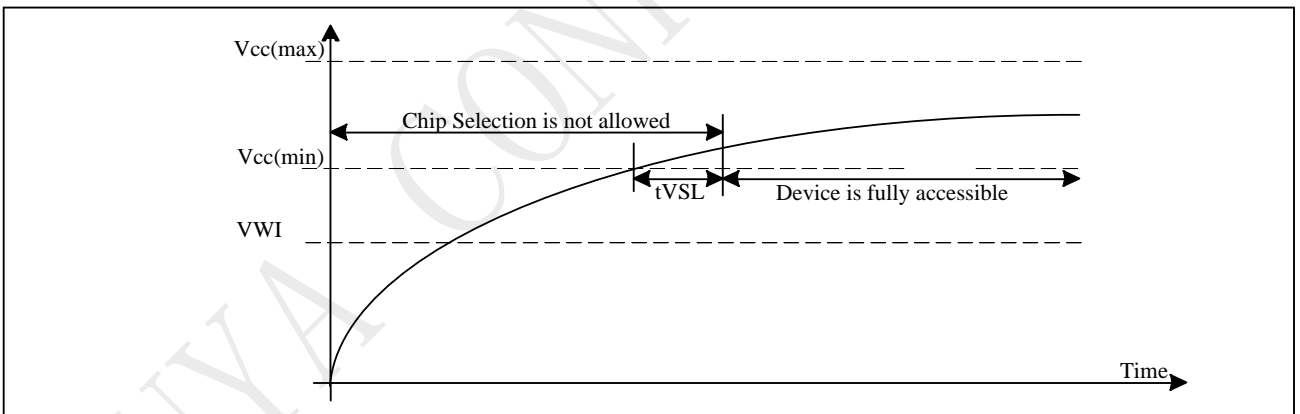 Vcc(max)
Chip Selection is not allowed
Vcc(min)
tVSL
Device is fully accessible
VWI
Time